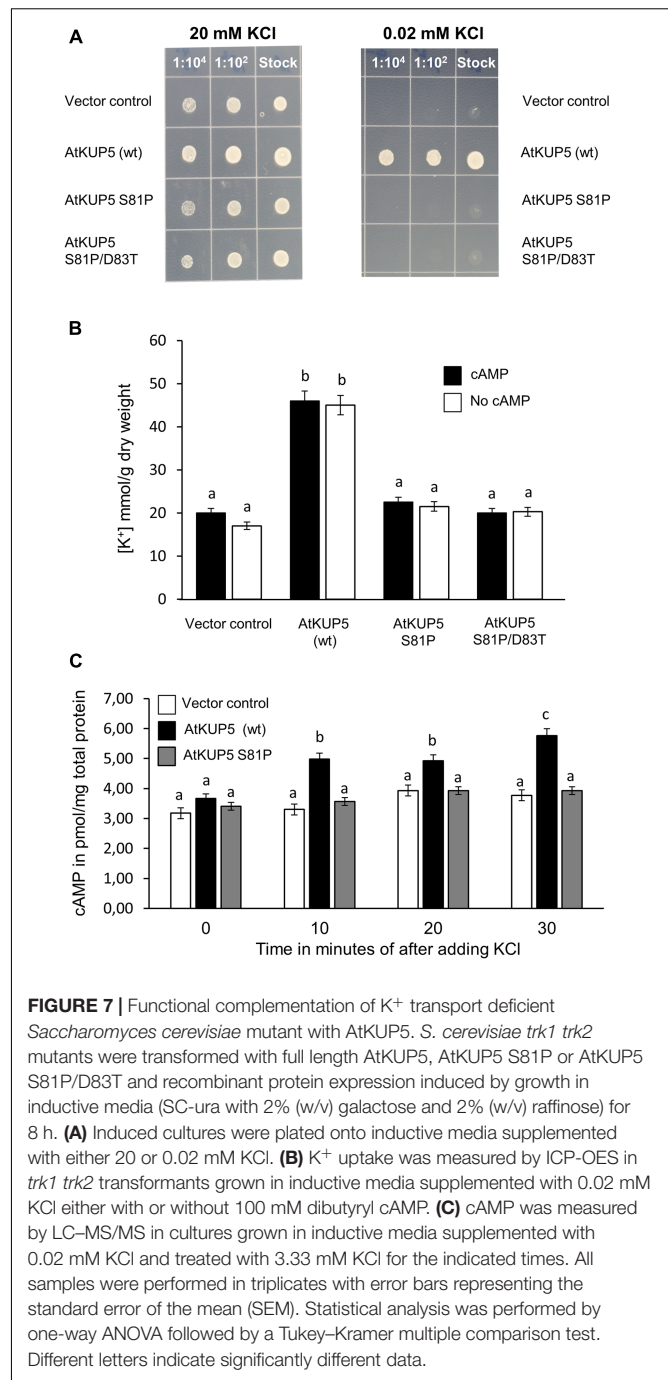 A
20 mM KCl
0.02 mM KCl
1:10⁴ 1:10² Stock
1:10⁴ 1:10² Stock
Vector control
Vector control
AtKUP5 (wt)
AtKUP5 (wt)
AtKUP5 S81P
AtKUP5 S81P
AtKUP5
S81P/D83T
AtKUP5
S81P/D83T
B
[K⁺] mmol/g dry weight
60
50
40
30
20
10
0
cAMP
No cAMP
a a b b a a a a
Vector control
AtKUP5
(wt)
AtKUP5
S81P
AtKUP5
S81P/D83T
C
cAMP in pmol/mg total protein
7,00
6,00
5,00
4,00
3,00
2,00
1,00
0,00
Vector control
AtKUP5 (wt)
AtKUP5 S81P
a a a a b a a b a a c a
0 10 20 30
Time in minutes of after adding KCl
FIGURE 7 | Functional complementation of K⁺ transport deficient
Saccharomyces cerevisiae mutant with AtKUP5. S. cerevisiae trk1 trk2
mutants were transformed with full length AtKUP5, AtKUP5 S81P or AtKUP5
S81P/D83T and recombinant protein expression induced by growth in
inductive media (SC-ura with 2% (w/v) galactose and 2% (w/v) raffinose) for
8 h. (A) Induced cultures were plated onto inductive media supplemented
with either 20 or 0.02 mM KCl. (B) K⁺ uptake was measured by ICP-OES in
trk1 trk2 transformants grown in inductive media supplemented with 0.02 mM
KCl either with or without 100 mM dibutyryl cAMP. (C) cAMP was measured
by LC–MS/MS in cultures grown in inductive media supplemented with
0.02 mM KCl and treated with 3.33 mM KCl for the indicated times. All
samples were performed in triplicates with error bars representing the
standard error of the mean (SEM). Statistical analysis was performed by
one-way ANOVA followed by a Tukey–Kramer multiple comparison test.
Different letters indicate significantly different data.